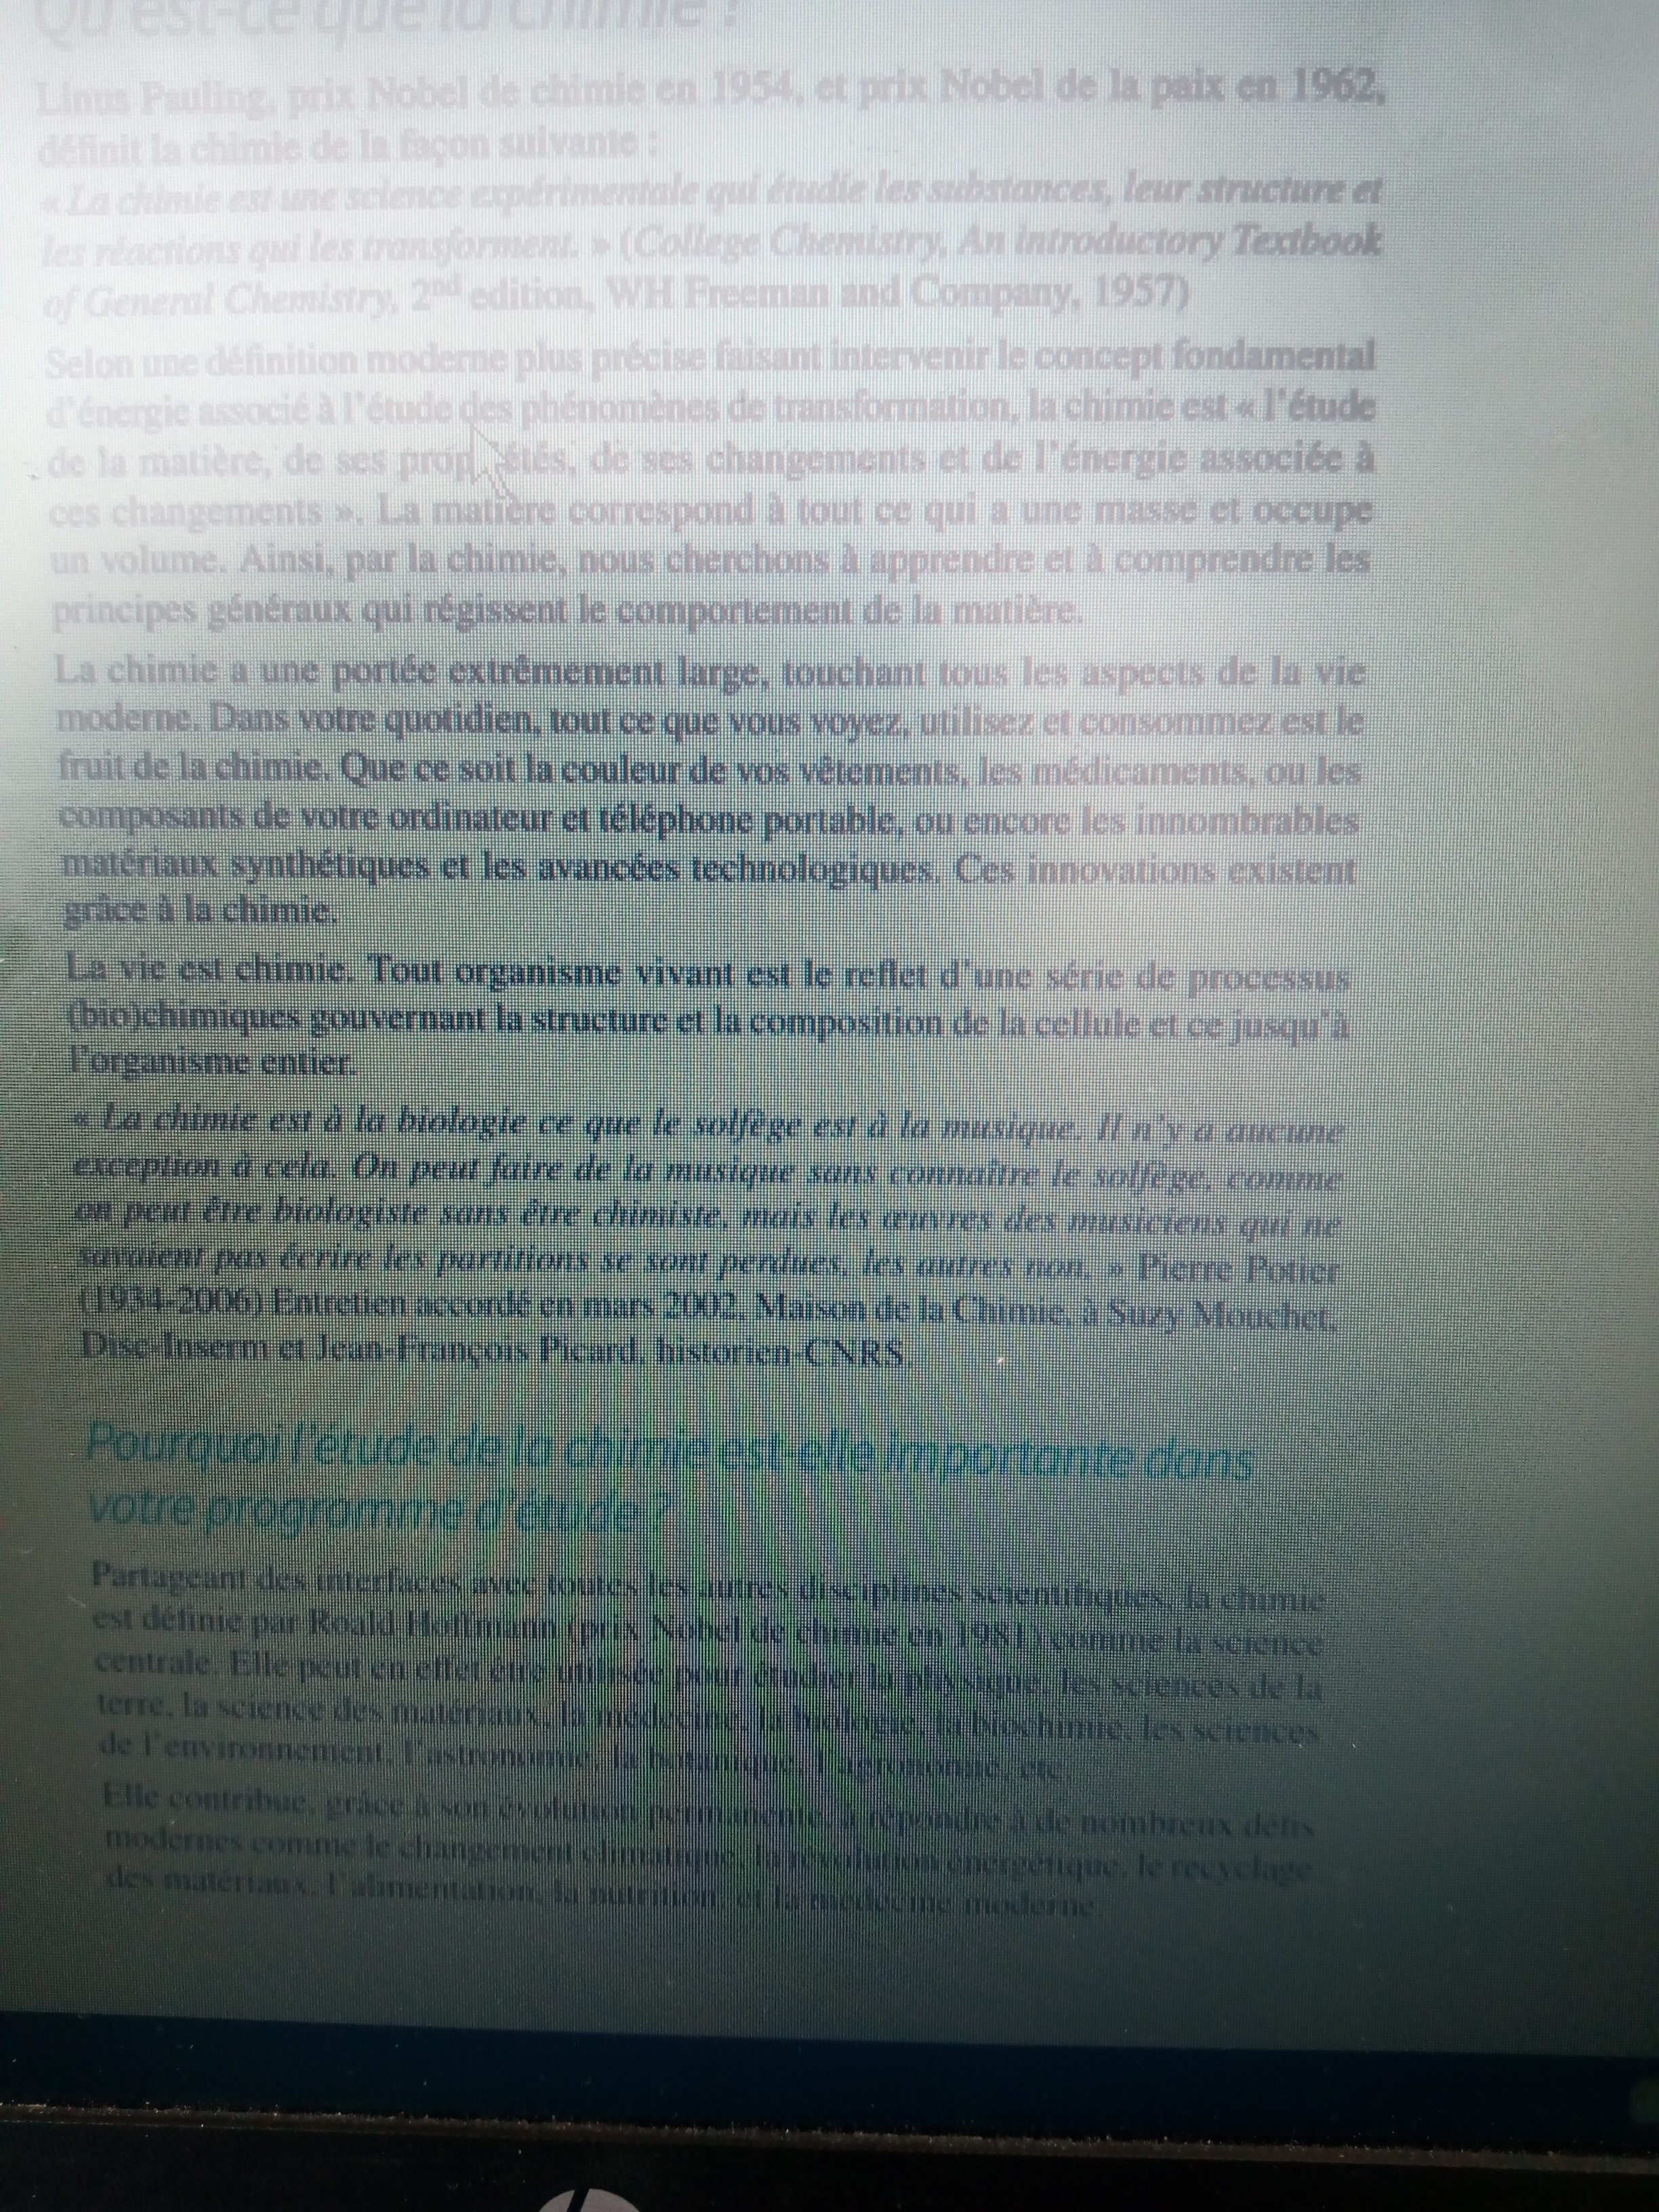 Qu'est-ce que la chimie ?
Linus Pauling, prix Nobel de chimie en 1954, et prix Nobel de la paix en 1962,
définit la chimie de la façon suivante :
« La chimie est une science expérimentale qui étudie les substances, leur structure et
les réactions qui les transforment. » (College Chemistry, An introductory Textbook
of General Chemistry, 2nd edition, WH Freeman and Company, 1957)
Selon une définition moderne plus précise faisant intervenir le concept fondamental
d'énergie associé à l'étude des phénomènes de transformation, la chimie est « l'étude
de la matière, de ses propriétés, de ses changements et de l'énergie associée à
ces changements ». La matière correspond à tout ce qui a une masse et occupe
un volume. Ainsi, par la chimie, nous cherchons à apprendre et à comprendre les
principes généraux qui régissent le comportement de la matière.
La chimie a une portée extrêmement large, touchant tous les aspects de la vie
moderne. Dans votre quotidien, tout ce que vous voyez, utilisez et consommez est le
fruit de la chimie. Que ce soit la couleur de vos vêtements, les médicaments, ou les
composants de votre ordinateur et téléphone portable, ou encore les innombrables
matériaux synthétiques et les avancées technologiques. Ces innovations existent
grâce à la chimie.
La vie est chimie. Tout organisme vivant est le reflet d'une série de processus
(bio)chimiques gouvernant la structure et la composition de la cellule et ce jusqu'à
l'organisme entier.
« La chimie est à la biologie ce que le solfège est à la musique. Il n'y a aucune
exception à cela. On peut faire de la musique sans connaître le solfège, comme
on peut être biologiste sans être chimiste, mais les œuvres des musiciens qui ne
savaient pas écrire les partitions se sont perdues, les autres non. » Pierre Potier
(1934-2006) Entretien accordé en mars 2002, Maison de la Chimie, à Suzy Mouchet,
Disc-Inserm et Jean-François Picard, historien-CNRS.
Pourquoi l'étude de la chimie est-elle importante dans
votre programme d'étude ?
Partageant des interfaces avec toutes les autres disciplines scientifiques, la chimie
est définie par Roald Hoffmann (prix Nobel de chimie en 1981) comme la science
centrale. Elle peut en effet être utilisée pour étudier la physique, les sciences de la
terre, la science des matériaux, la médecine, la biologie, la biochimie, les sciences
de l'environnement, l'astronomie, la botanique, l'agronomie, etc.
Elle contribue, grâce à son évolution permanente, à répondre à de nombreux défis
modernes comme le changement climatique, la révolution énergétique, le recyclage
des matériaux, l'alimentation, la nutrition, et la médecine moderne.